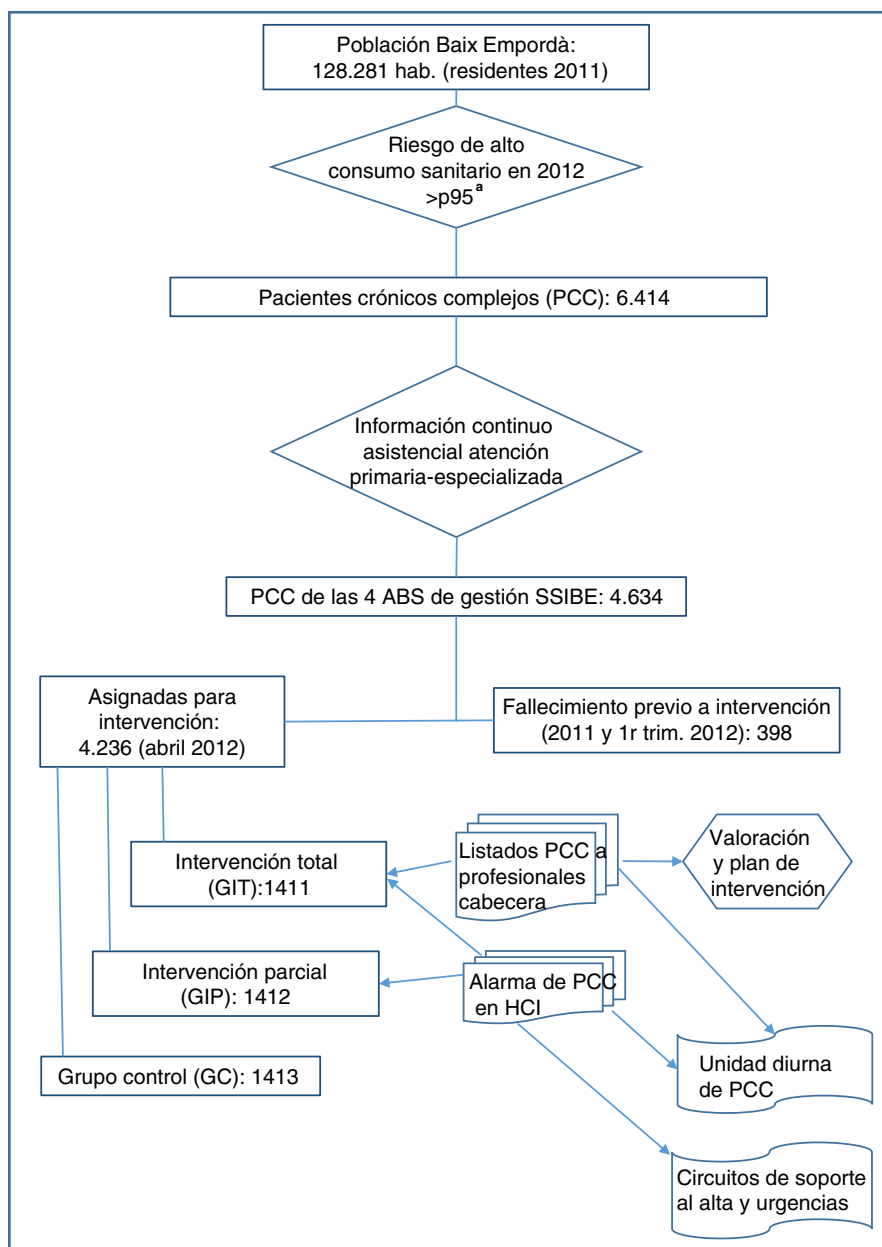 Población Baix Empordà:
128.281 hab. (residentes 2011)
Riesgo de alto
consumo sanitario en 2012
>p95ª
Pacientes crónicos complejos (PCC): 6.414
Información continuo
asistencial atención
primaria-especializada
PCC de las 4 ABS de gestión SSIBE: 4.634
Asignadas para
intervención:
4.236 (abril 2012)
Fallecimiento previo a intervención
(2011 y 1r trim. 2012): 398
Intervención total
(GIT):1411
Listados PCC a
profesionales
cabecera
Valoración
y plan de
intervención
Intervención parcial
(GIP): 1412
Alarma de PCC
en HCI
Grupo control (GC): 1413
Unidad diurna
de PCC
Circuitos de soporte
al alta y urgencias